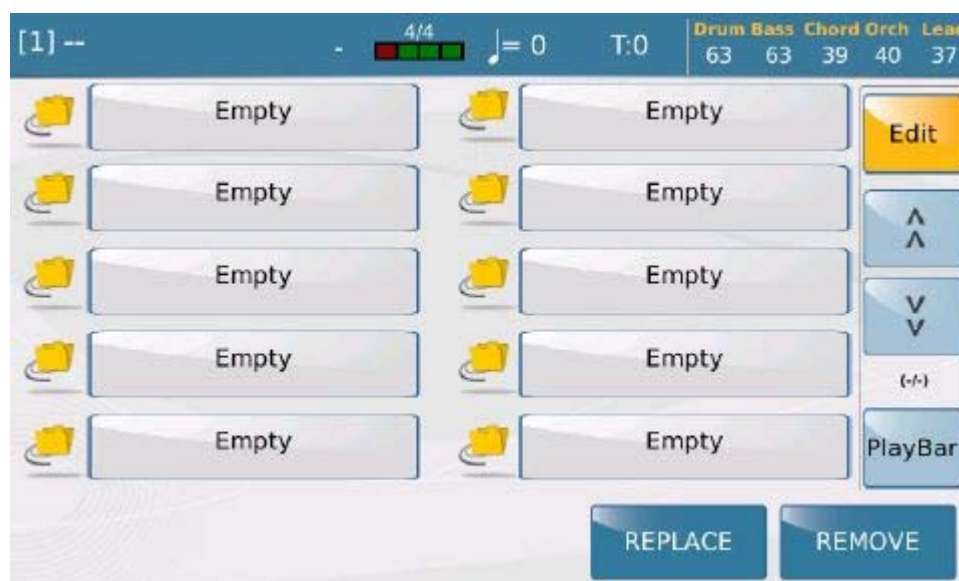 [1] -- - 4/4 ♩= 0 T:0 Drum Bass Chord Orch Lead
63 63 39 40 37
Empty Empty Edit
Empty Empty
Empty Empty
Empty Empty (-/-)
Empty Empty PlayBar
REPLACE REMOVE